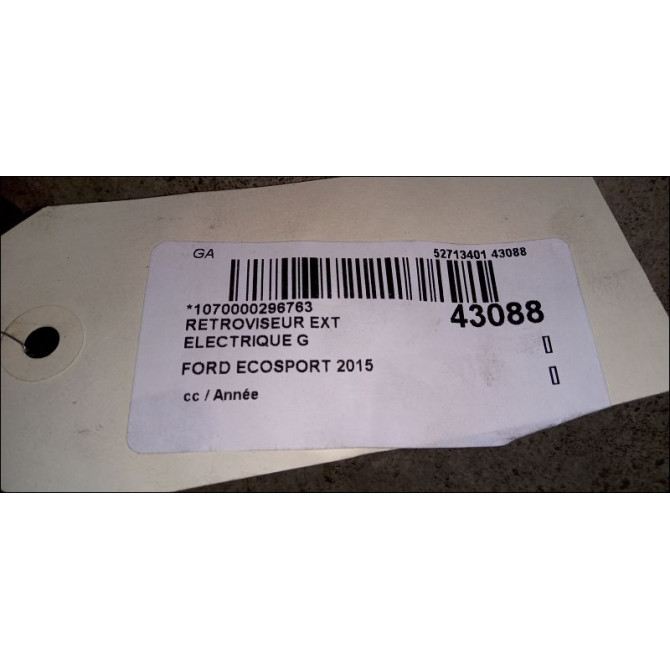 GA
52713401 43088
*1070000296763
43088
RETROVISEUR EXT
ELECTRIQUE G
FORD ECOSPORT 2015
cc / Année